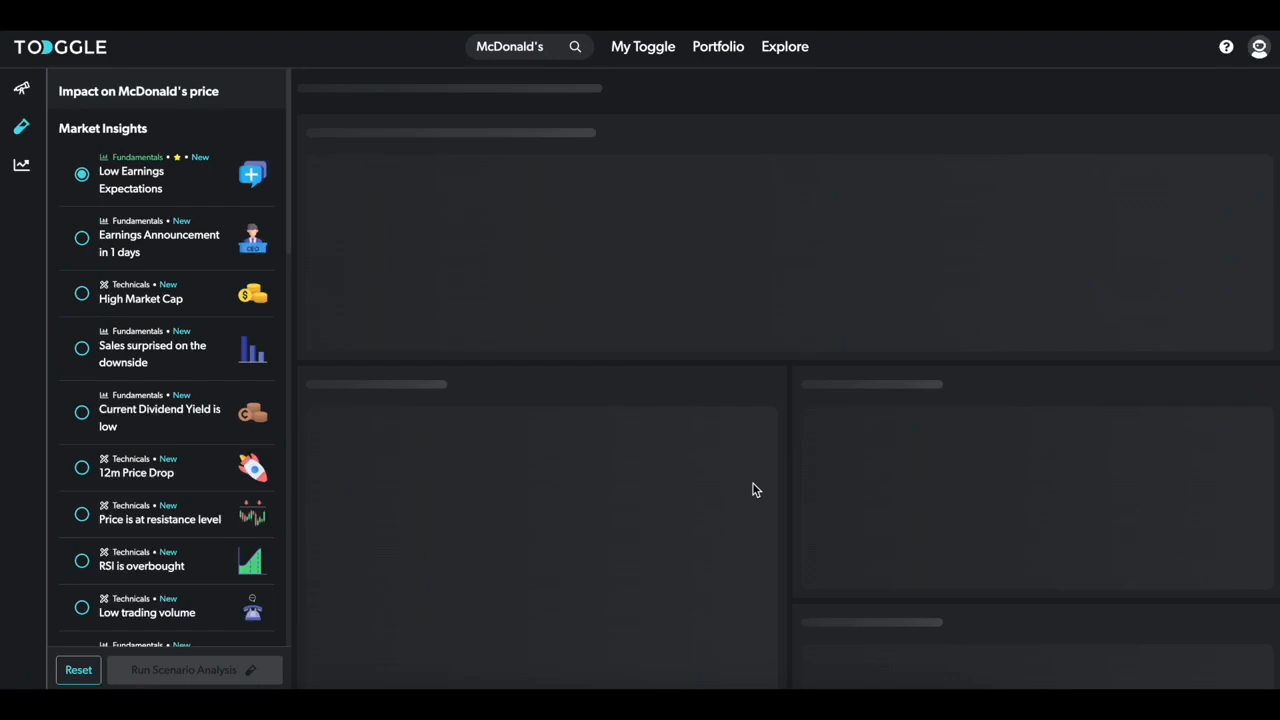 TOGGLE
McDonald's
My Toggle
Portfolio
Explore
?
Impact on McDonald's price
Market Insights
Fundamentals • ⭐ • New
Low Earnings
Expectations
Fundamentals • New
Earnings Announcement
in 1 days
CEO
Technicals • New
High Market Cap
$
Fundamentals • New
Sales surprised on the
downside
Fundamentals • New
Current Dividend Yield is
low
C
Technicals • New
12m Price Drop
Technicals • New
Price is at resistance level
Technicals • New
RSI is overbought
Technicals • New
Low trading volume
Fundamentals • New
Reset
Run Scenario Analysis